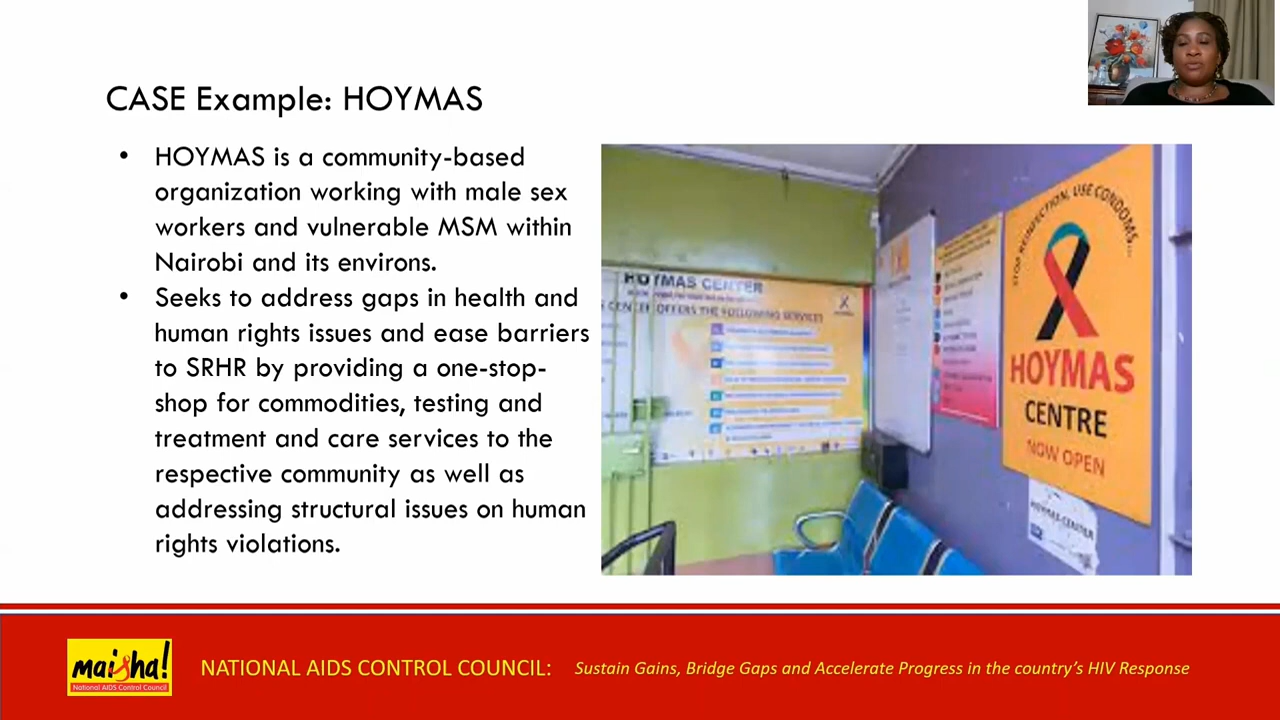 CASE Example: HOYMAS
• HOYMAS is a community-based
organization working with male sex
workers and vulnerable MSM within
Nairobi and its environs.
• Seeks to address gaps in health and
human rights issues and ease barriers
to SRHR by providing a one-stop-
shop for commodities, testing and
treatment and care services to the
respective community as well as
addressing structural issues on human
rights violations.
HOYMAS CENTER
CENTER OFFERS THE FOLLOWING SERVICES
STOP REINFECTION, USE CONDOMS...
HOYMAS
CENTRE
NOW OPEN
HOYMAS CENTER
maisha!
National AIDS Control Council
NATIONAL AIDS CONTROL COUNCIL: Sustain Gains, Bridge Gaps and Accelerate Progress in the country's HIV Response